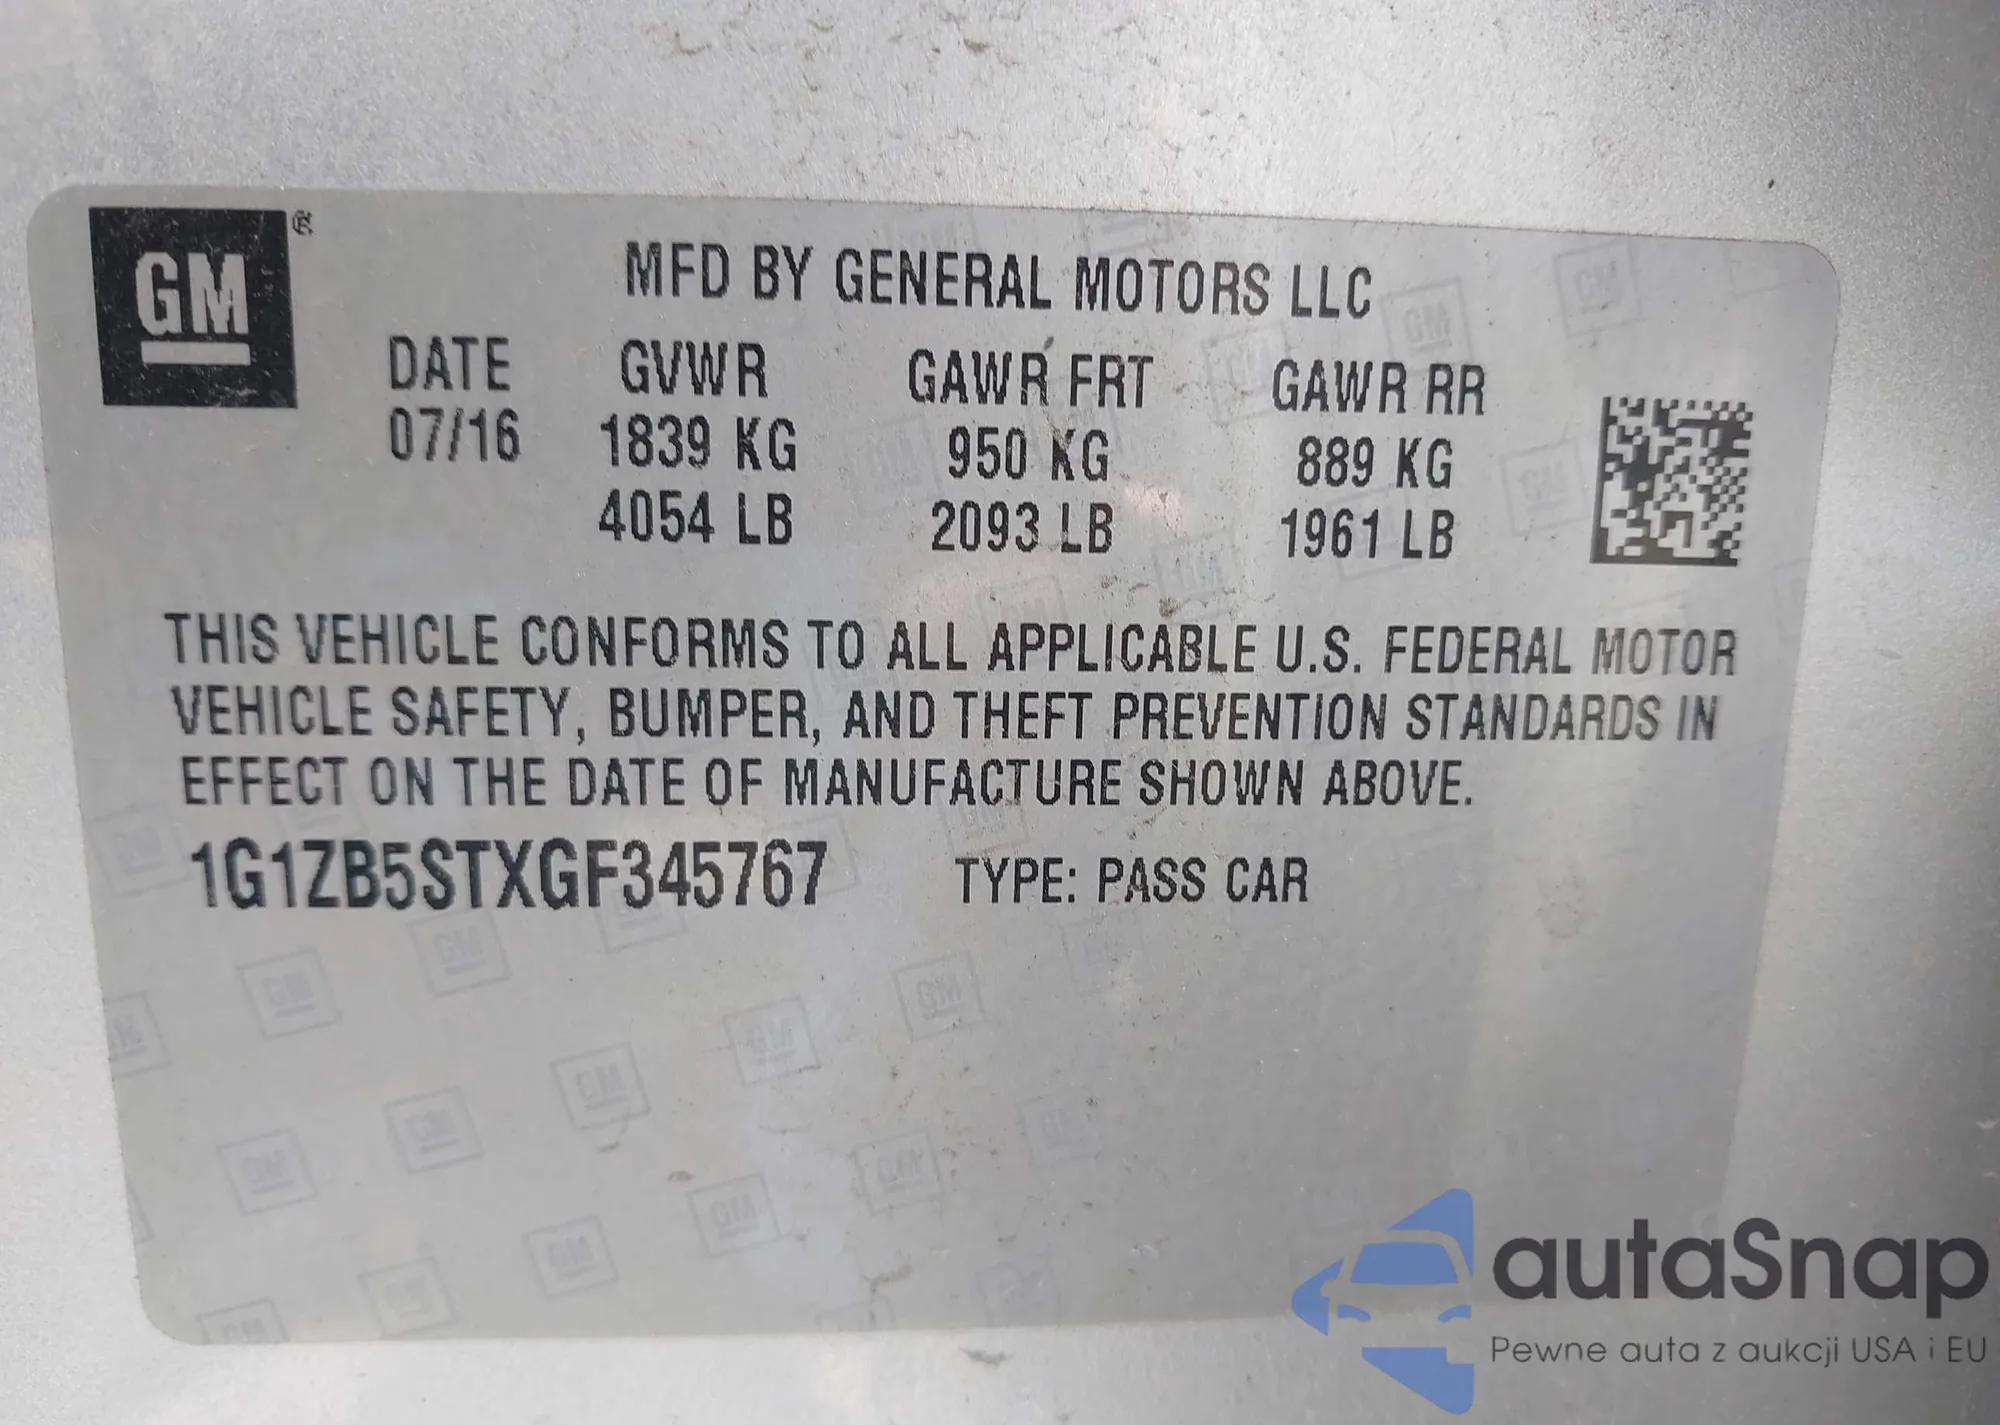 GM®
MFD BY GENERAL MOTORS LLC
DATE GVWR GAWR FRT GAWR RR
07/16 1839 KG 950 KG 889 KG
4054 LB 2093 LB 1961 LB
THIS VEHICLE CONFORMS TO ALL APPLICABLE U.S. FEDERAL MOTOR
VEHICLE SAFETY, BUMPER, AND THEFT PREVENTION STANDARDS IN
EFFECT ON THE DATE OF MANUFACTURE SHOWN ABOVE.
1G1ZB5STXGF345767 TYPE: PASS CAR
autaSnap
Pewne auta z aukcji USA i EU